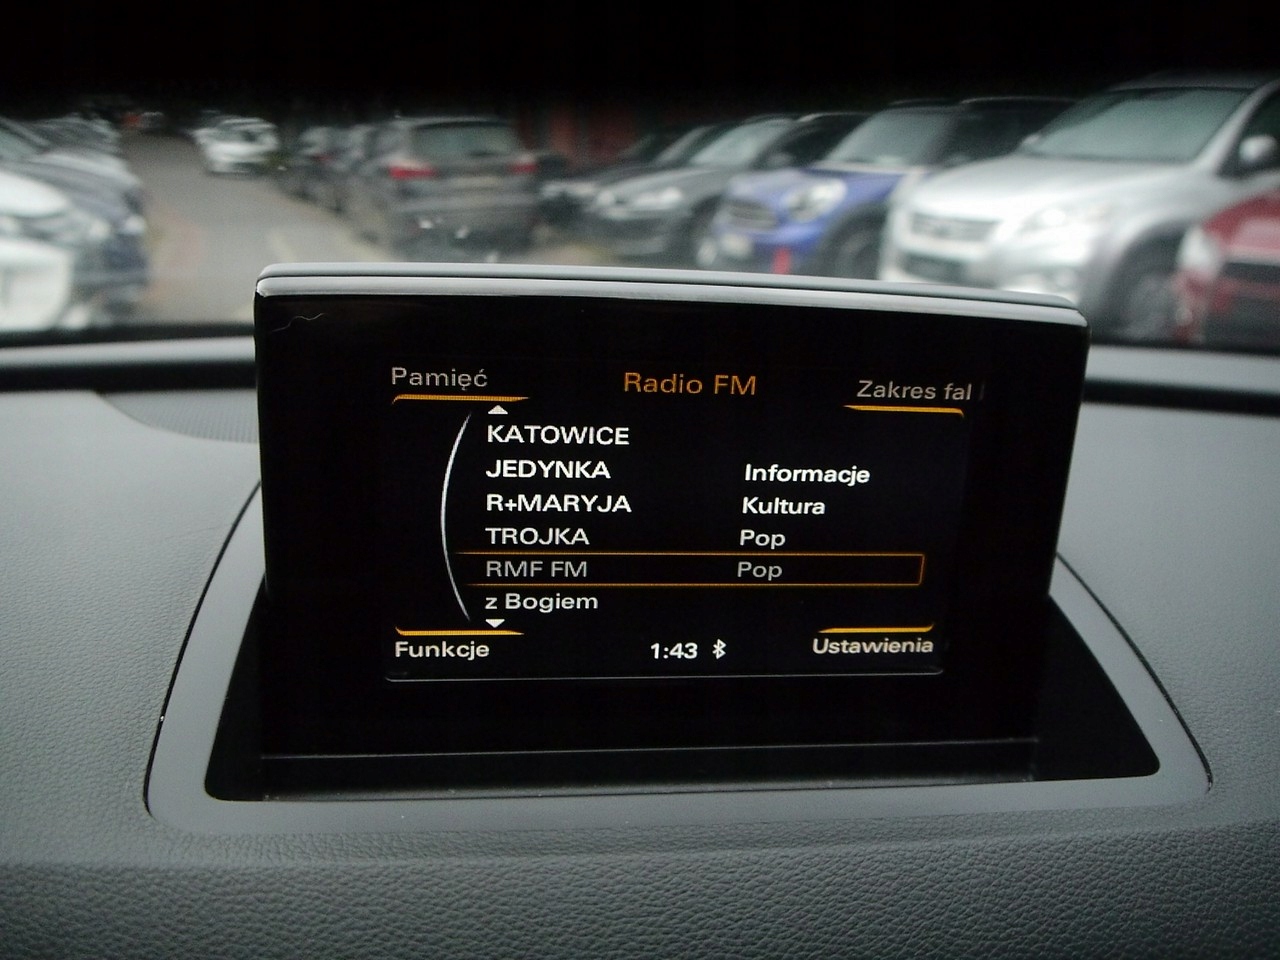 Pamięć Radio FM Zakres fal
KATOWICE
JEDYNKA Informacje
R+MARYJA Kultura
TROJKA Pop
RMF FM Pop
z Bogiem
Funkcje 1:43 Ustawienia